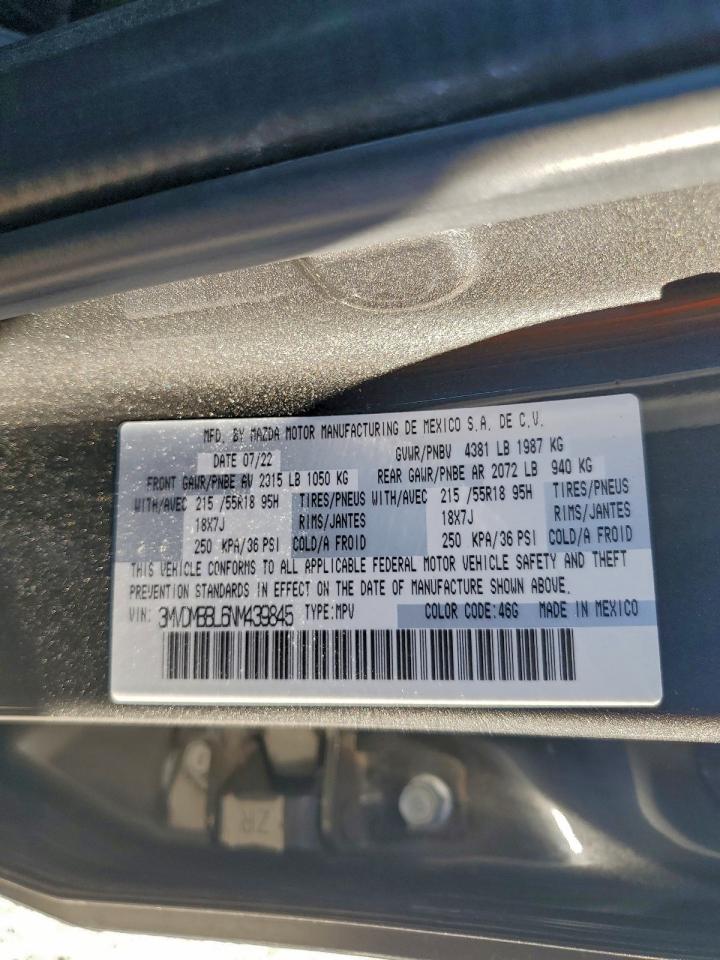 MFD. BY MAZDA MOTOR MANUFACTURING DE MEXICO S.A. DE C.V.
DATE 07/22 GVWR/PNBV 4381 LB 1987 KG
FRONT GAWR/PNBE AV 2315 LB 1050 KG REAR GAWR/PNBE AR 2072 LB 940 KG
WITH/AVEC 215 /55R18 95H TIRES/PNEUS WITH/AVEC 215 /55R18 95H TIRES/PNEUS
18X7J RIMS/JANTES 18X7J RIMS/JANTES
250 KPA/36 PSI COLD/A FROID 250 KPA/36 PSI COLD/A FROID
THIS VEHICLE CONFORMS TO ALL APPLICABLE FEDERAL MOTOR VEHICLE SAFETY AND THEFT
PREVENTION STANDARDS IN EFFECT ON THE DATE OF MANUFACTURE SHOWN ABOVE.
VIN: 3MVDMBBL6NM439845 TYPE:MPV COLOR CODE:46G MADE IN MEXICO
ZR